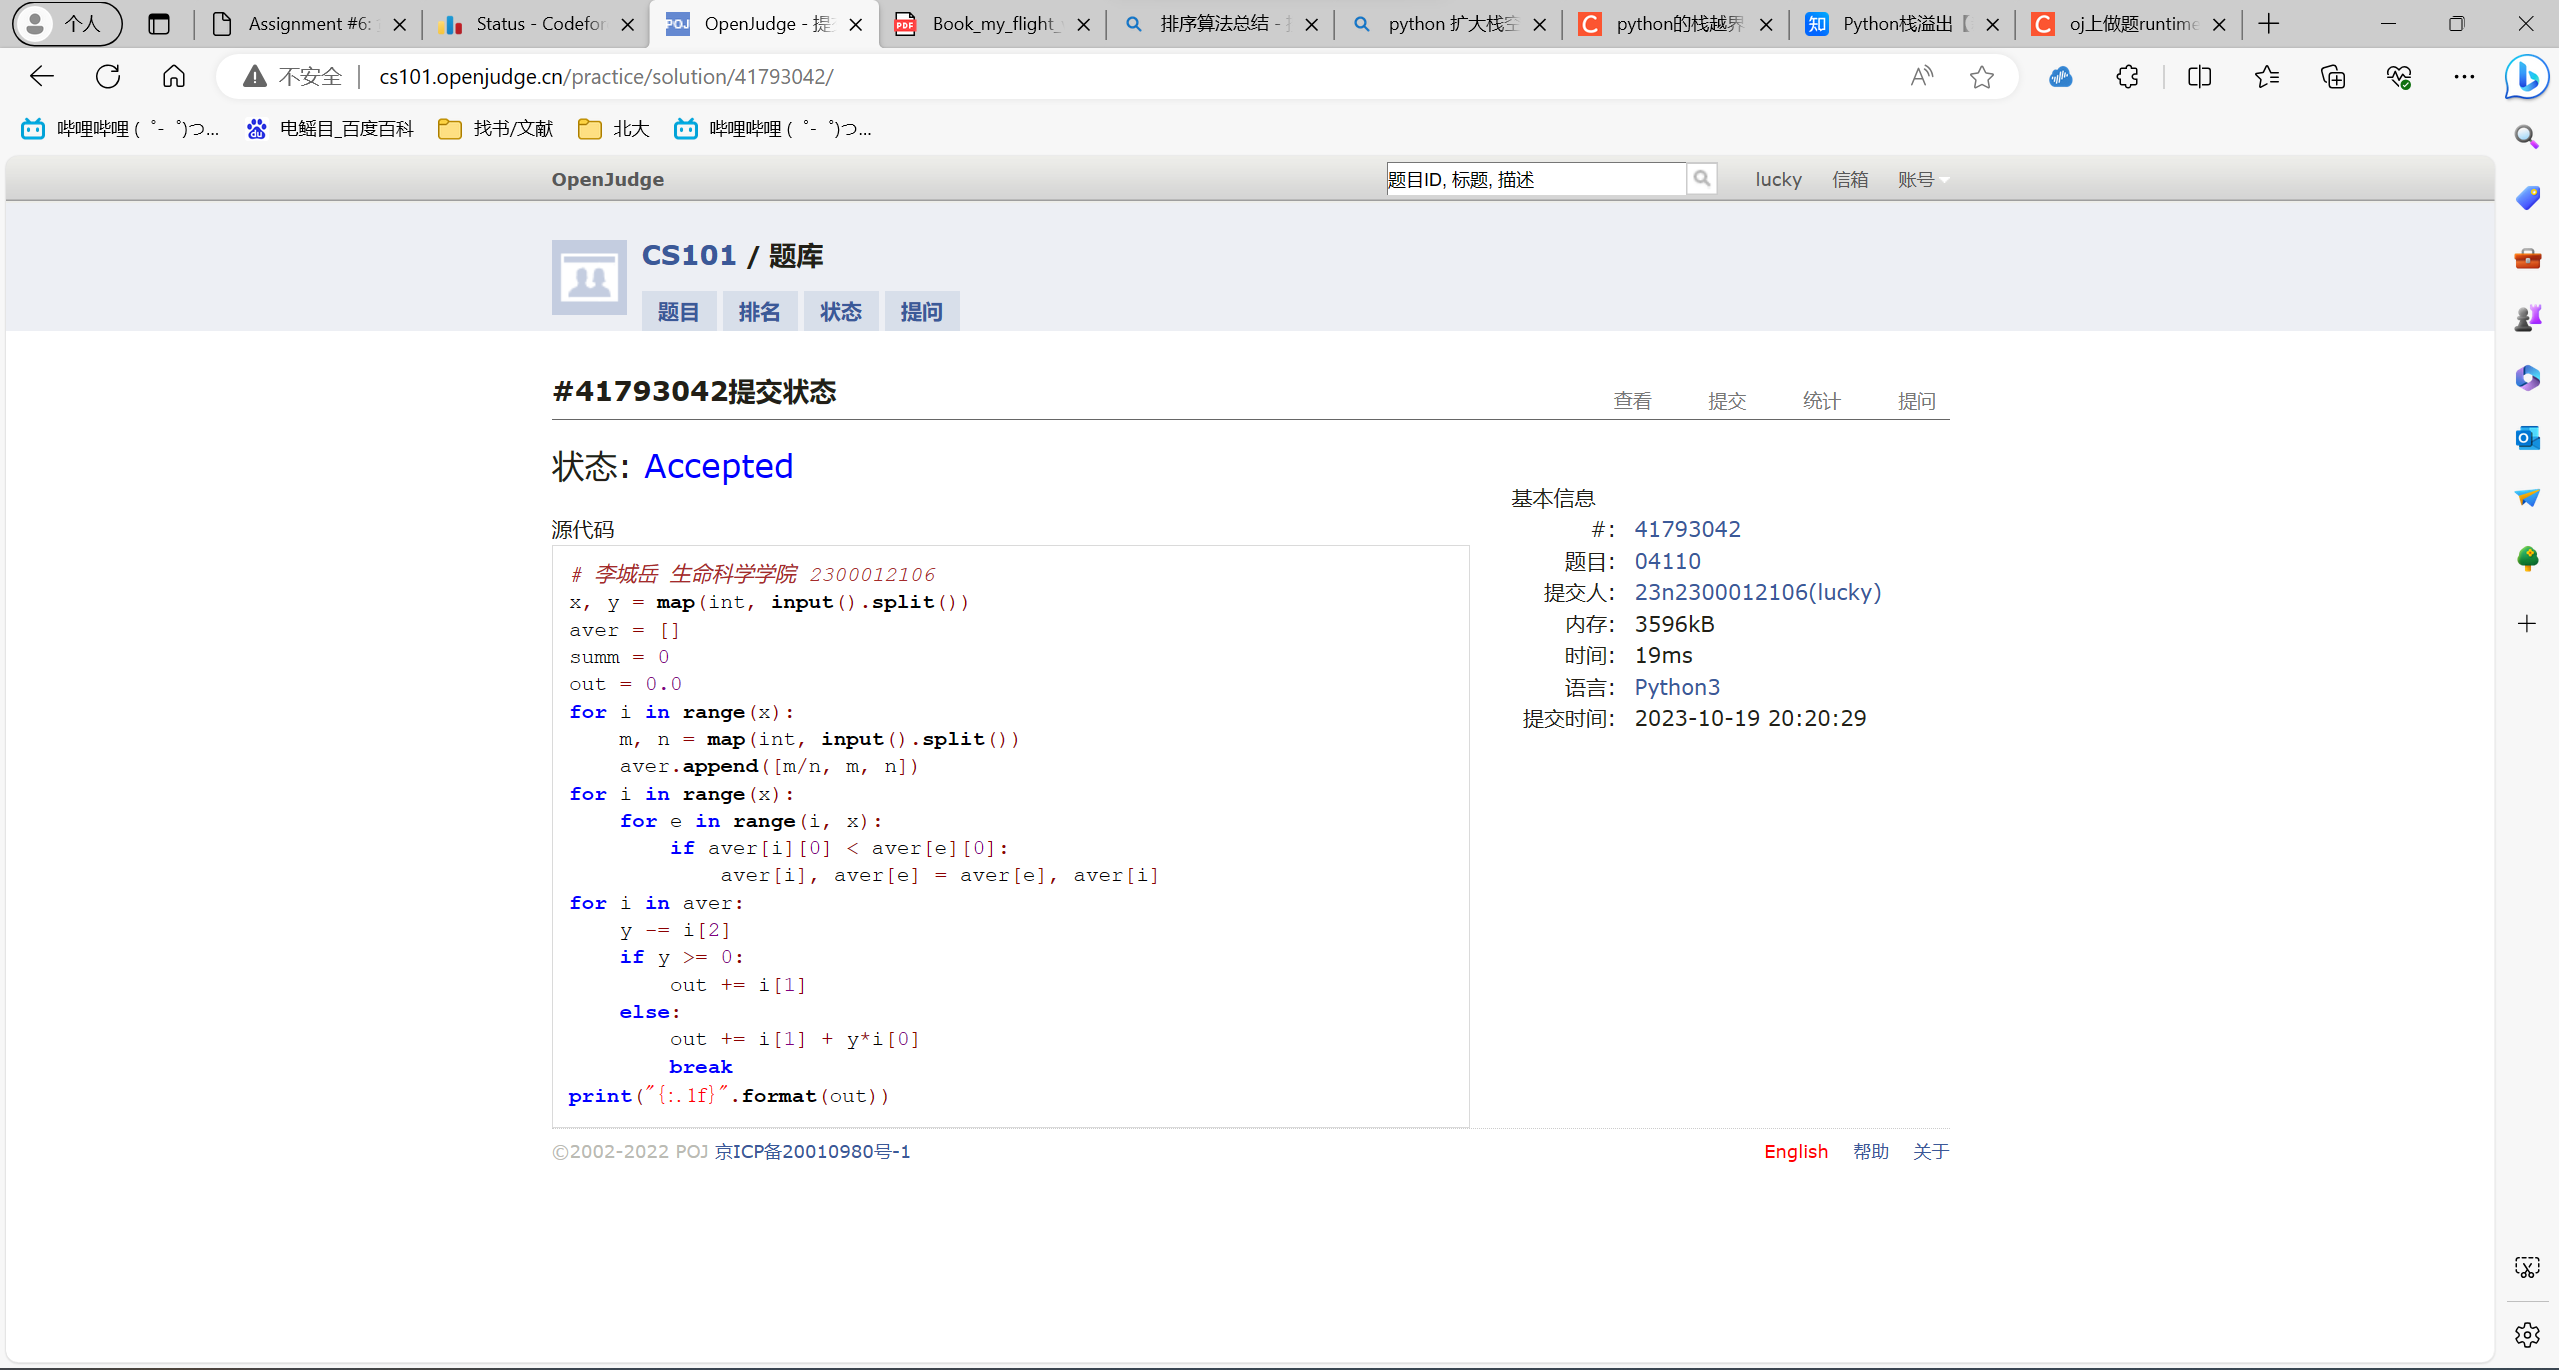 个人
Assignment #6:
Status - Codefor
OpenJudge - 提
Book_my_flight_
排序算法总结 -
python 扩大栈空
python的栈越界
Python栈溢出【
oj上做题runtime
不安全
cs101.openjudge.cn/practice/solution/41793042/
哔哩哔哩 ( ゜- ゜)つ...
电鳐目_百度百科
找书/文献
北大
哔哩哔哩 ( ゜- ゜)つ...
OpenJudge
题目ID, 标题, 描述
lucky
信箱
账号
CS101 / 题库
题目
排名
状态
提问
#41793042提交状态
查看
提交
统计
提问
状态: Accepted
源代码
# 李城岳 生命科学学院 2300012106
x, y = map(int, input().split())
aver = []
summ = 0
out = 0.0
for i in range(x):
    m, n = map(int, input().split())
    aver.append([m/n, m, n])
for i in range(x):
    for e in range(i, x):
        if aver[i][0] < aver[e][0]:
            aver[i], aver[e] = aver[e], aver[i]
for i in aver:
    y -= i[2]
    if y >= 0:
        out += i[1]
    else:
        out += i[1] + y*i[0]
        break
print("{:.1f}".format(out))
基本信息
#: 41793042
题目: 04110
提交人: 23n2300012106(lucky)
内存: 3596kB
时间: 19ms
语言: Python3
提交时间: 2023-10-19 20:20:29
©2002-2022 POJ 京ICP备20010980号-1
English
帮助
关于